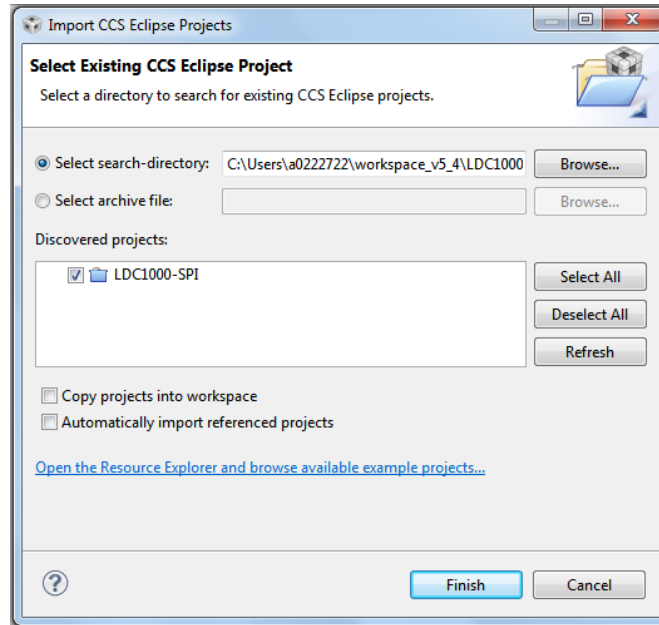 Import CCS Eclipse Projects
Select Existing CCS Eclipse Project
Select a directory to search for existing CCS Eclipse projects.
Select search-directory: C:\Users\a0222722\workspace_v5_4\LDC1000 Browse...
Select archive file: Browse...
Discovered projects:
LDC1000-SPI
Select All
Deselect All
Refresh
Copy projects into workspace
Automatically import referenced projects
Open the Resource Explorer and browse available example projects...
? Finish Cancel